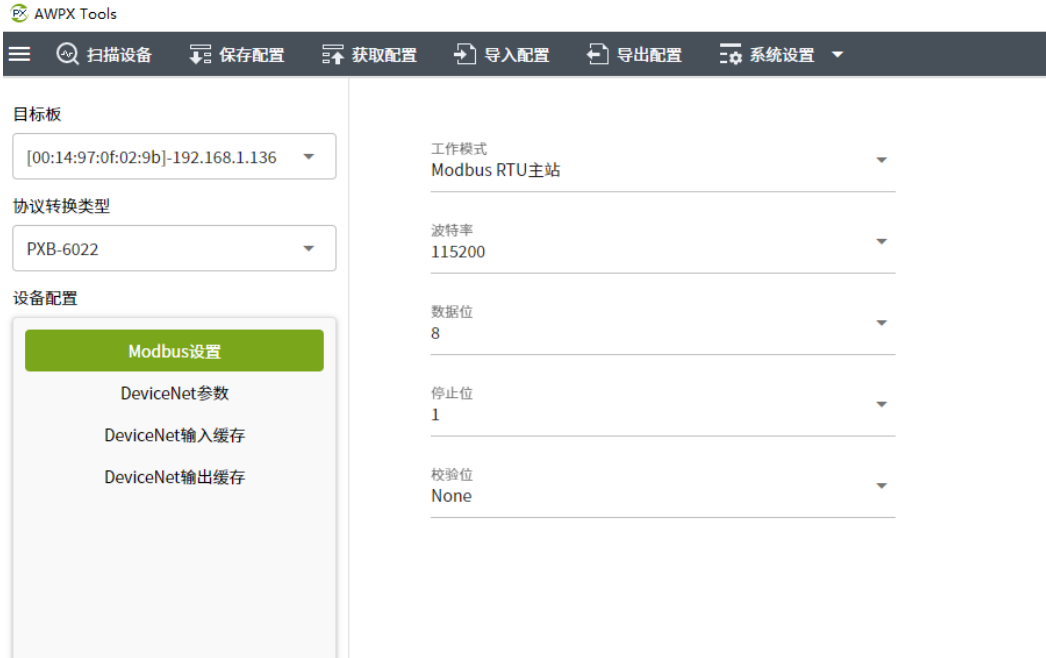 AWPX Tools
扫描设备 保存配置 获取配置 导入配置 导出配置 系统设置
目标板
[00:14:97:0f:02:9b]-192.168.1.136
协议转换类型
PXB-6022
设备配置
Modbus设置
DeviceNet参数
DeviceNet输入缓存
DeviceNet输出缓存
工作模式
Modbus RTU主站
波特率
115200
数据位
8
停止位
1
校验位
None